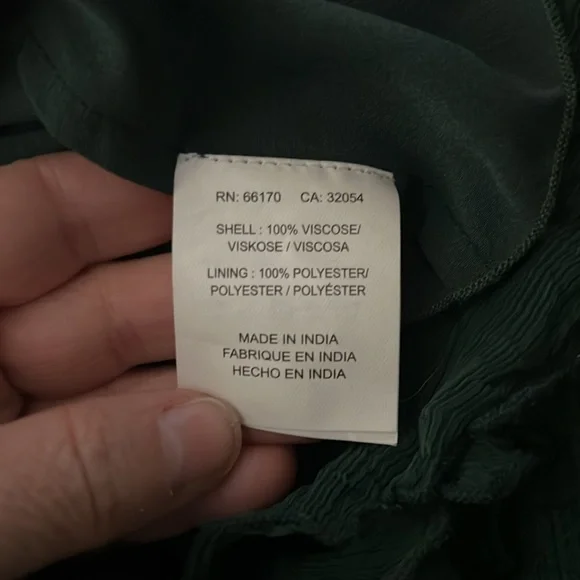 RN: 66170 CA: 32054
SHELL : 100% VISCOSE/
VISKOSE / VISCOSA
LINING : 100% POLYESTER/
POLYESTER / POLYÉSTER
MADE IN INDIA
FABRIQUE EN INDIA
HECHO EN INDIA